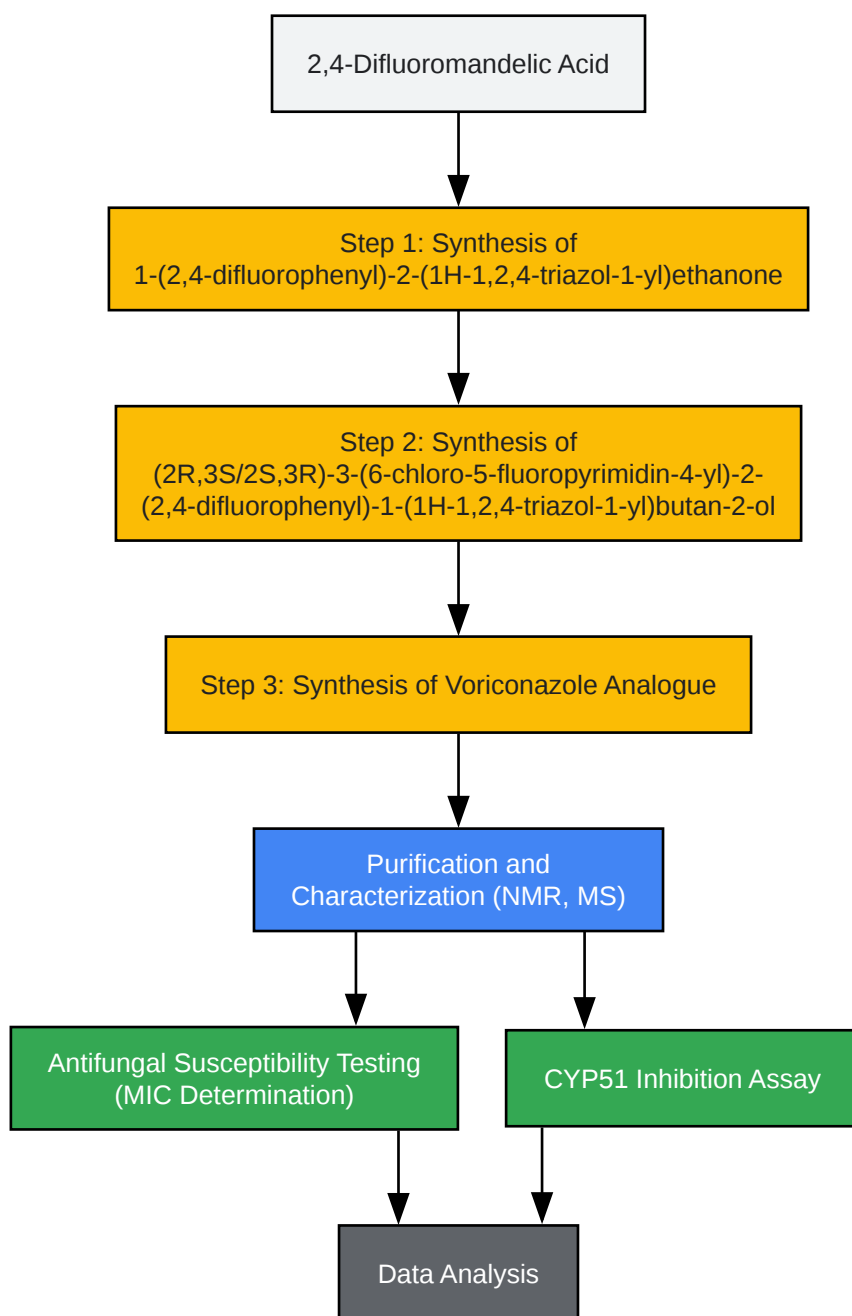 2,4-Difluoromandelic Acid
Step 1: Synthesis of
1-(2,4-difluorophenyl)-2-(1H-1,2,4-triazol-1-yl)ethanone
Step 2: Synthesis of
(2R,3S/2S,3R)-3-(6-chloro-5-fluoropyrimidin-4-yl)-2-
(2,4-difluorophenyl)-1-(1H-1,2,4-triazol-1-yl)butan-2-ol
Step 3: Synthesis of Voriconazole Analogue
Purification and
Characterization (NMR, MS)
Antifungal Susceptibility Testing
(MIC Determination)
CYP51 Inhibition Assay
Data Analysis